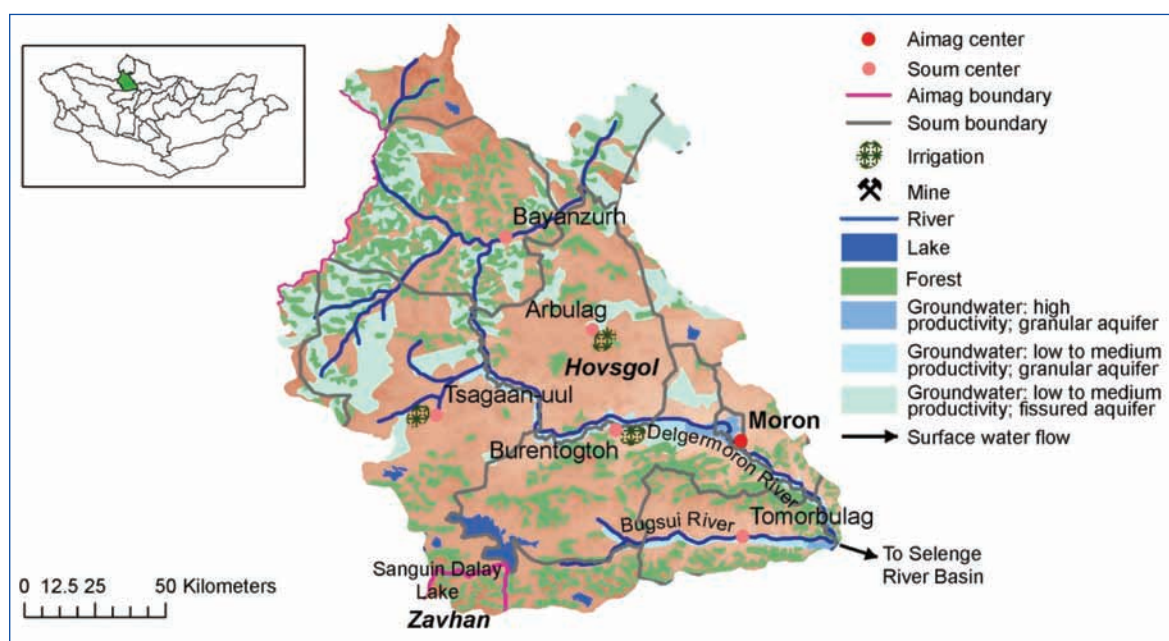 Aimag center
Soum center
Aimag boundary
Soum boundary
Irrigation
Mine
River
Lake
Forest
Groundwater: high
productivity; granular aquifer
Groundwater: low to medium
productivity; granular aquifer
Groundwater: low to medium
productivity; fissured aquifer
Surface water flow
Bayanzurh
Arbulag
Hovsgol
Tsagaan-uul
Moron
Burentogtoh
Delgermoron River
Tomorbulag
Bugsui River
To Selenge
River Basin
Sanguin Dalay
Lake
Zavhan
0 12.5 25 50 Kilometers